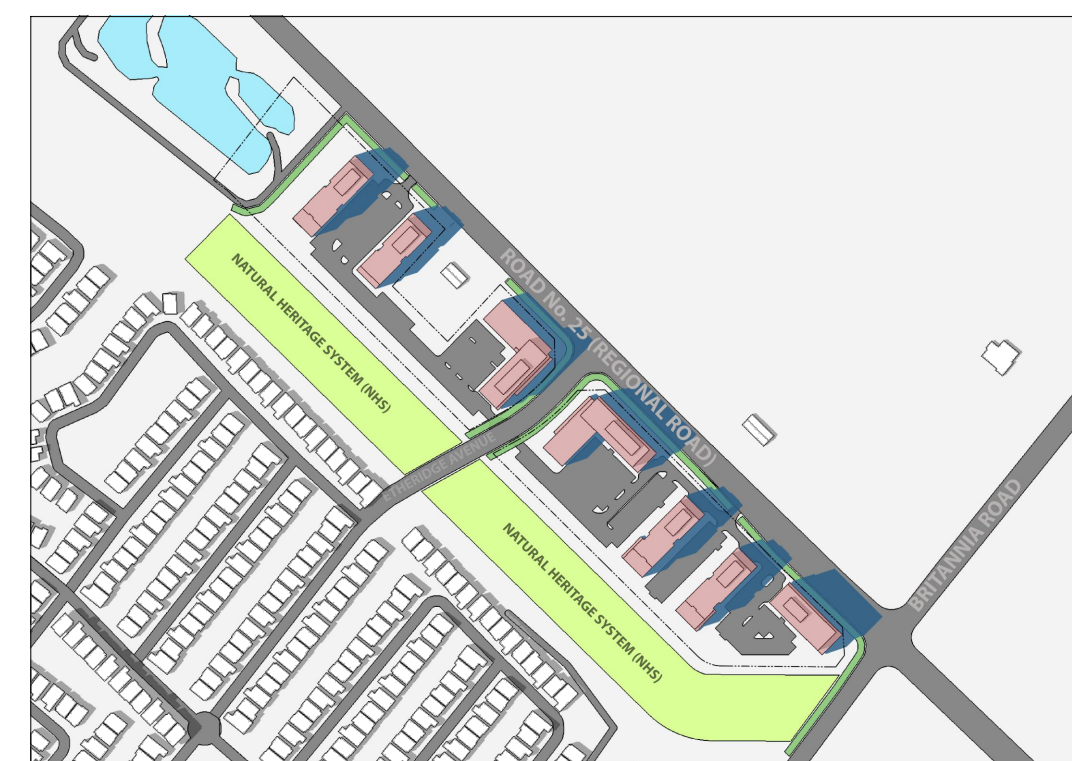 ROAD No. 25 (REGIONAL ROAD)
NATURAL HERITAGE SYSTEM (NHS)
ETHERIDGE AVENUE
NATURAL HERITAGE SYSTEM (NHS)
BRITANNIA ROAD